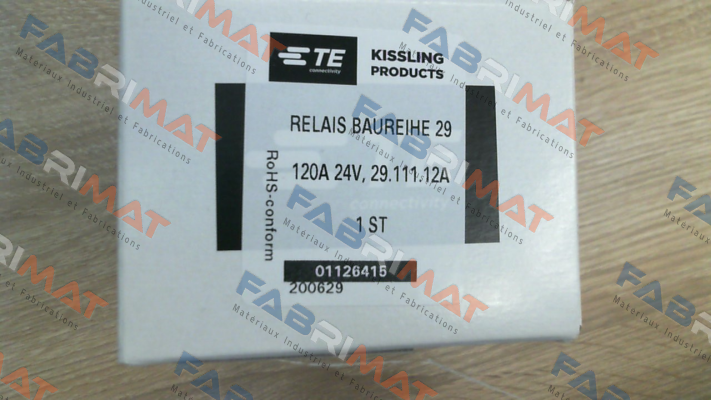 TE
connectivity
KISSLING
PRODUCTS
RELAIS BAUREIHE 29
120A 24V, 29.111.12A
1 ST
RoHS-conform
01126415
200629
FABRIMAT
Matériaux Industriel et Fabrications